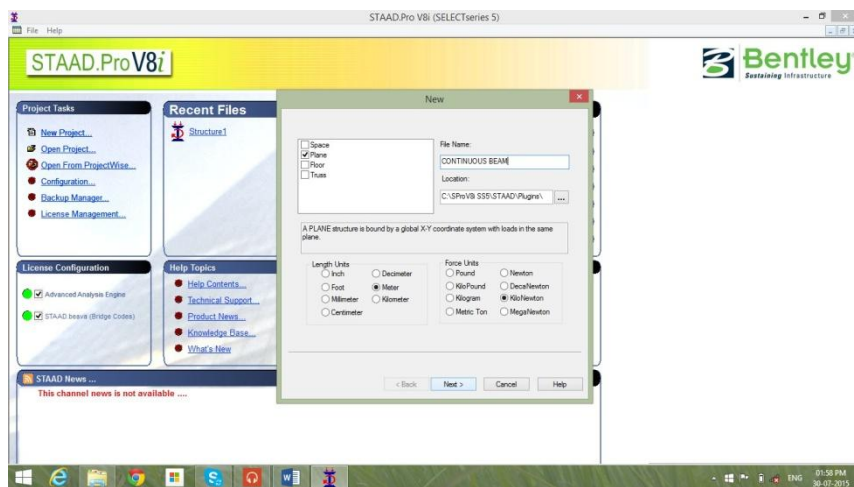 STAAD.Pro V8i (SELECTseries 5)
File Help
STAAD.Pro V8i
Bentley
Sustaining Infrastructure
Project Tasks
New Project...
Open Project...
Open From ProjectWise...
Configuration...
Backup Manager...
License Management...
Recent Files
Structure1
License Configuration
Advanced Analysis Engine
STAAD.beava (Bridge Codes)
Help Topics
Help Contents...
Technical Support...
Product News...
Knowledge Base...
What's New
STAAD News ...
This channel news is not available ....
New
Space
Plane
Floor
Truss
File Name:
CONTINUOUS BEAM
Location:
C:\SProV8i SS5\STAAD\Plugins\
...
A PLANE structure is bound by a global X-Y coordinate system with loads in the same
plane.
Length Units
Inch Decimeter
Foot Meter
Millimeter Kilometer
Centimeter
Force Units
Pound Newton
KiloPound DecaNewton
Kilogram KiloNewton
Metric Ton MegaNewton
< Back Next > Cancel Help
ENG
01:58 PM
30-07-2015